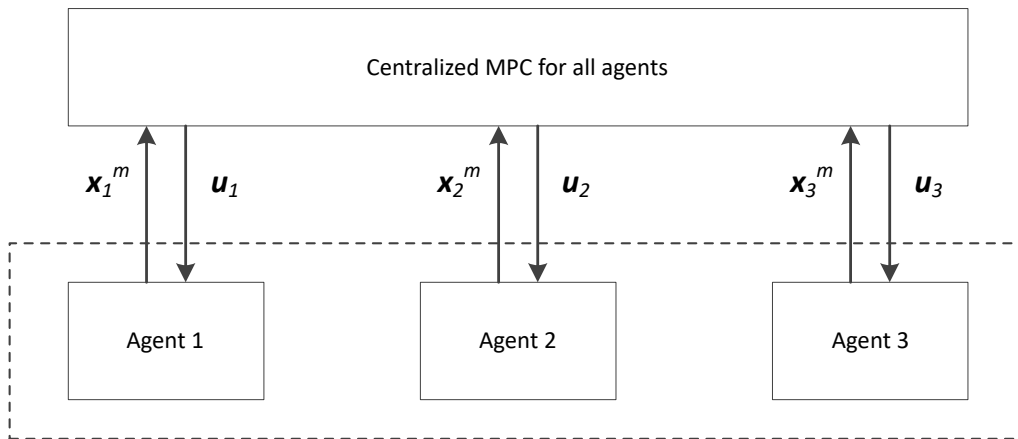 Centralized MPC for all agents
x₁ᵐ u₁ x₂ᵐ u₂ x₃ᵐ u₃
Agent 1 Agent 2 Agent 3